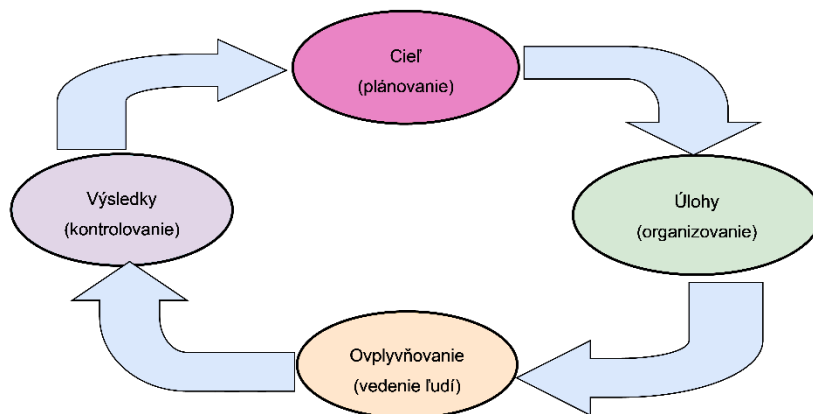 Cieľ
(plánovanie)
Úlohy
(organizovanie)
Ovplyvňovanie
(vedenie ľudí)
Výsledky
(kontrolovanie)